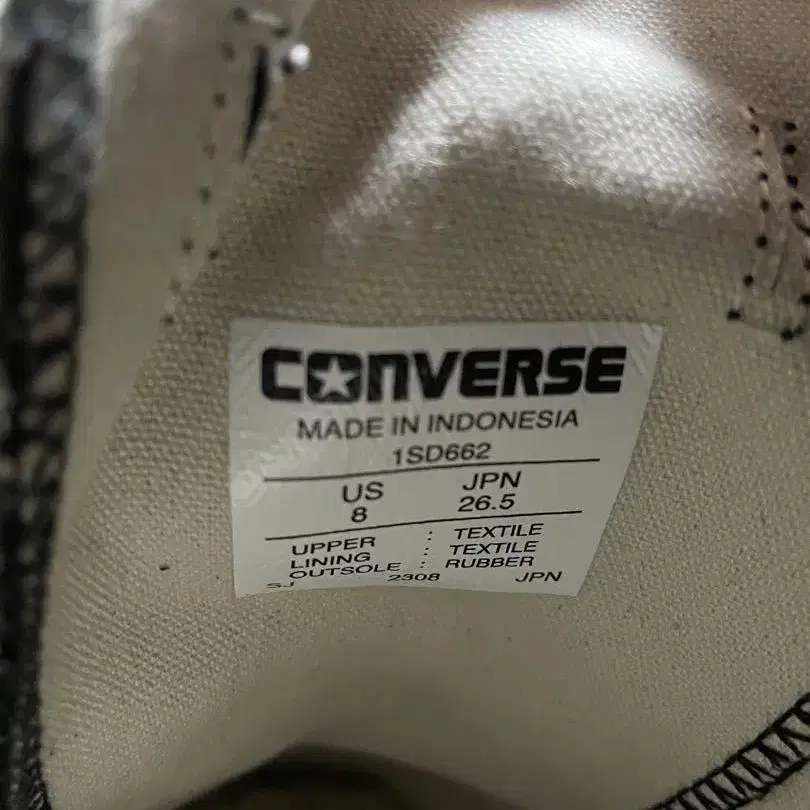 CONVERSE
MADE IN INDONESIA
1SD662
US JPN
8 26.5
UPPER : TEXTILE
LINING : TEXTILE
OUTSOLE : RUBBER
SJ 2308 JPN